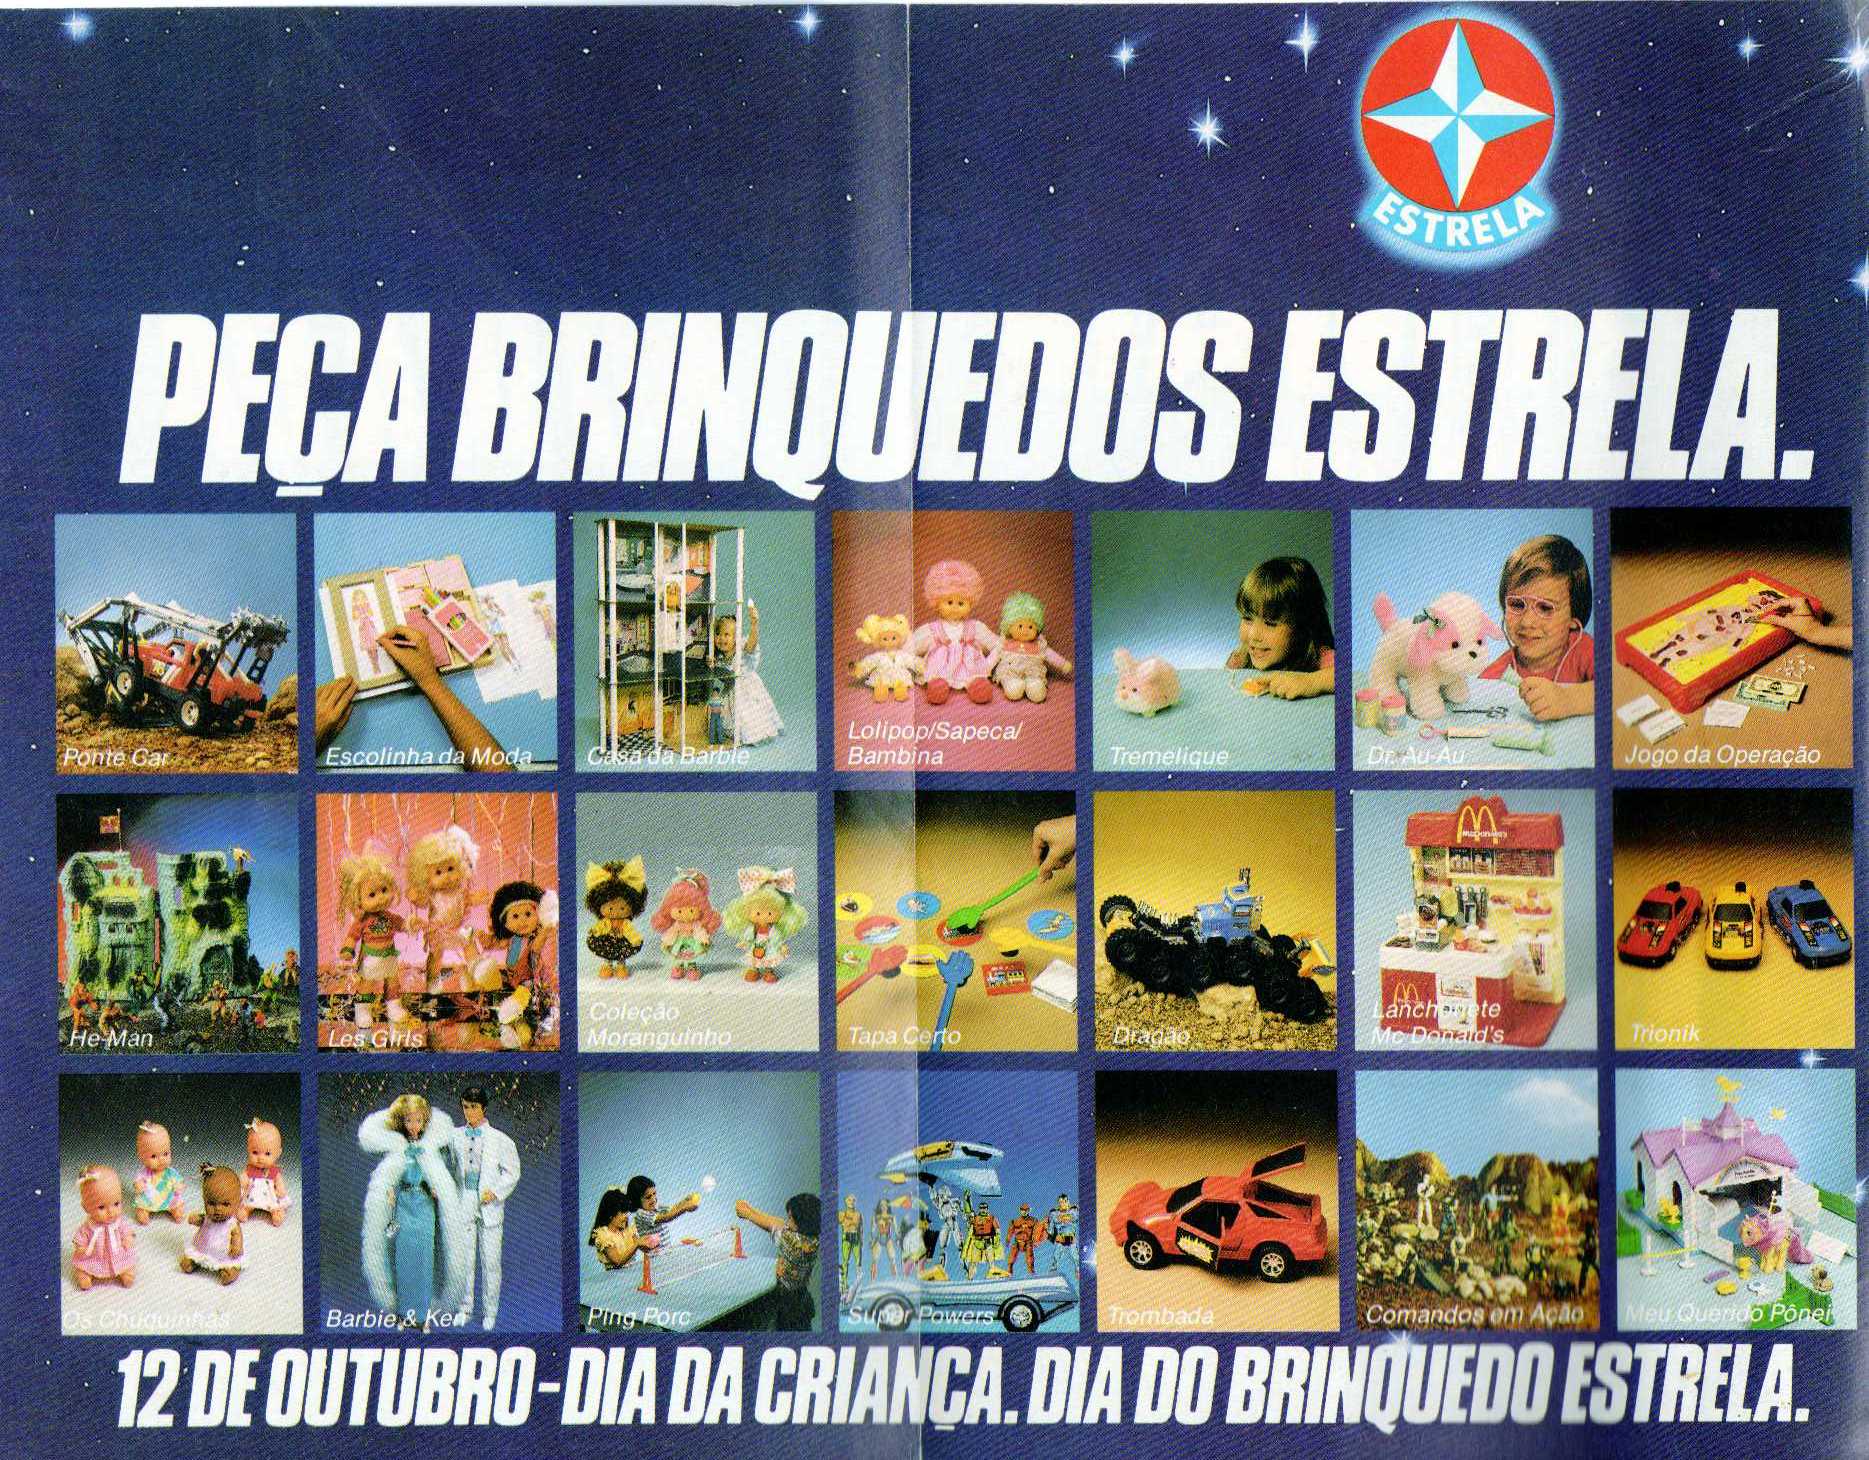 ESTRELA
PEÇA BRINQUEDOS ESTRELA.
Ponte Car
Escolinha da Moda
Casa da Barbie
Lolipop/Sapeca/
Bambina
Tremelique
Dr. Au-Au
Jogo da Operação
He-Man
Les Girls
Coleção
Moranguinho
Tapa Certo
Dragão
McDonald's
Lanchonete
Mc Donald's
Trionik
Os Chuquinhas
Barbie & Ken
Ping Porc
Super Powers
Trombada
Comandos em Ação
Meu Querido Pônei
12 DE OUTUBRO - DIA DA CRIANÇA. DIA DO BRINQUEDO ESTRELA.